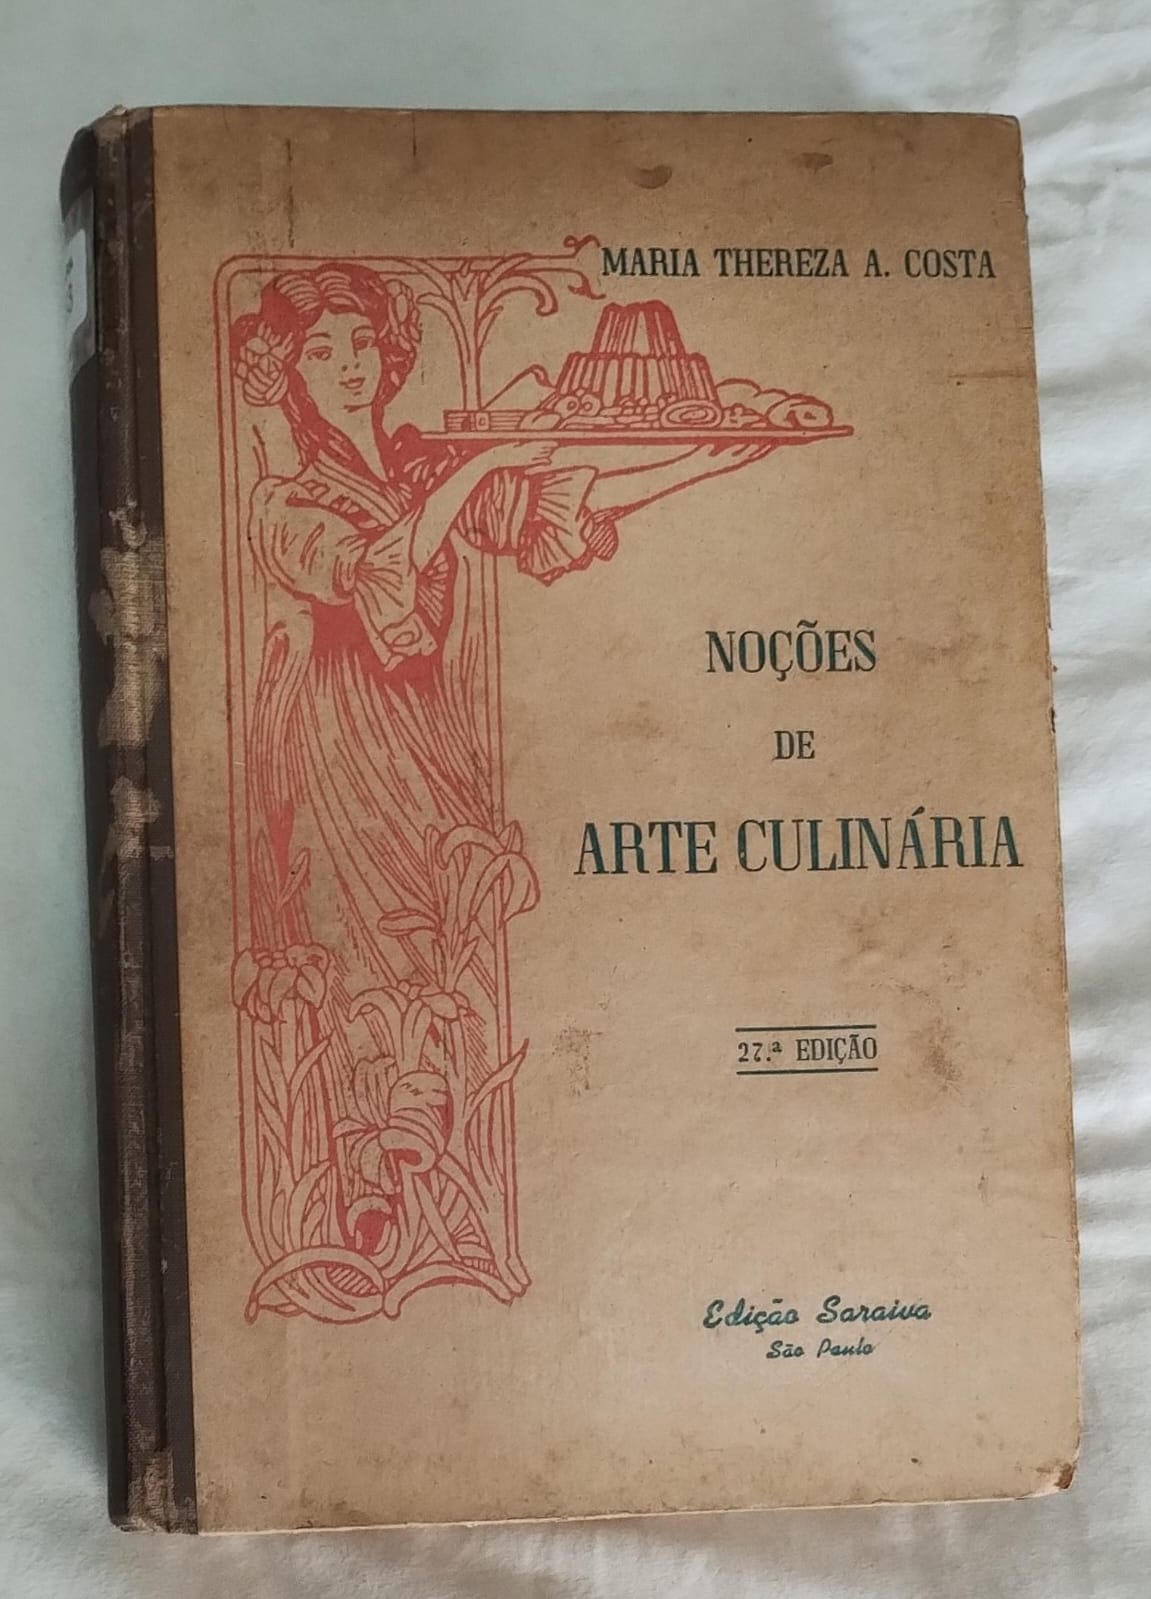 MARIA THEREZA A. COSTA
NOÇÕES
DE
ARTE CULINÁRIA
27.ª EDIÇÃO
Edição Saraiva
São Paulo